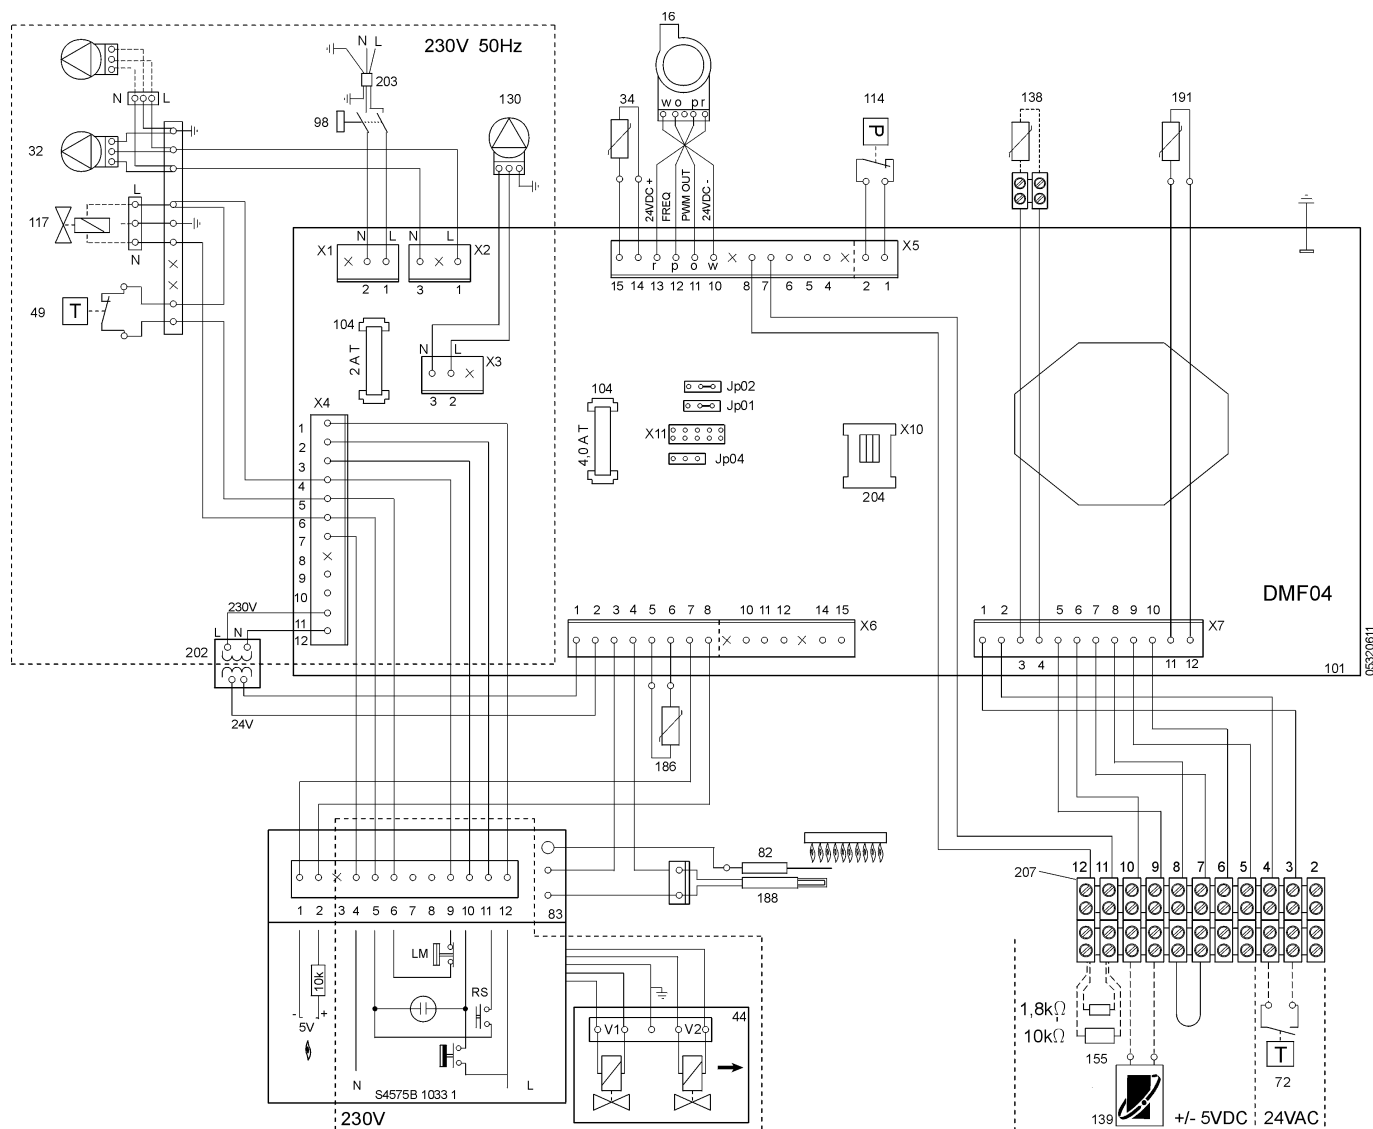 230V 50Hz
N L
203
98
130
N L
32
L
117
N
49 T
16
w o p r
34
24VDC +
FREQ
PWM OUT
24VDC -
114
P
138
191
X1 N L
2 1
N L X2
3 1
X5
r p o w
15 14 13 12 11 10 8 7 6 5 4 2 1
104
2 A T
N L X3
3 2
104
4,0 A T
Jp02
Jp01
X11
Jp04
X10
204
X4
1
2
3
4
5
6
7
8
9
10
11
12
230V
L N
202
24V
DMF04
1 2 3 4 5 6 7 8 10 11 12 14 15
X6
1 2 5 6 7 8 9 10
X7
3 4 11 12
101
05320611
186
82
188
1 2 3 4 5 6 7 8 9 10 11 12 83
LM
10k
RS
- +
5V
N L
S4575B 1033 1
230V
44
V1 V2
207
12 11 10 9 8 7 6 5 4 3 2
1,8kΩ
10kΩ
155
T
72
139
+/- 5VDC 24VAC